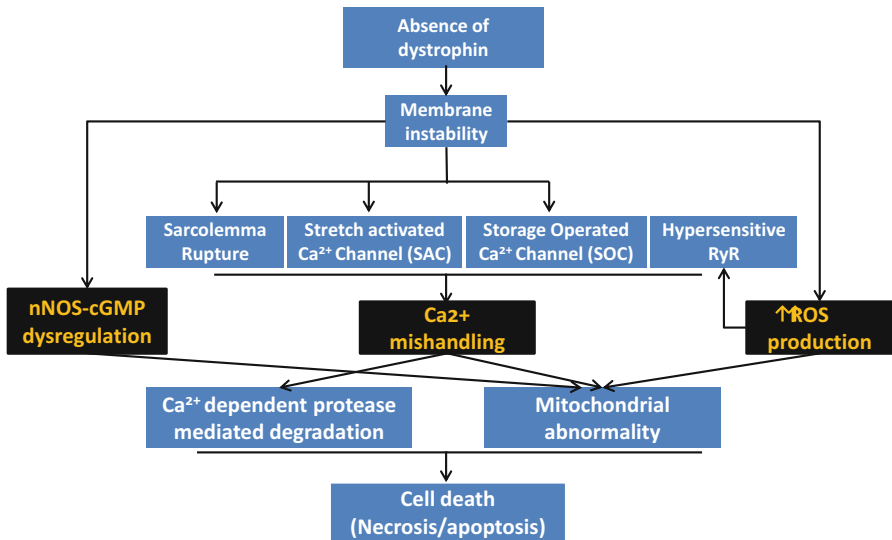 Absence of
dystrophin
Membrane
instability
Sarcolemma
Rupture
Stretch activated
Ca²⁺ Channel (SAC)
Storage Operated
Ca²⁺ Channel (SOC)
Hypersensitive
RyR
nNOS-cGMP
dysregulation
Ca2+
mishandling
↑↑ROS
production
Ca²⁺ dependent protease
mediated degradation
Mitochondrial
abnormality
Cell death
(Necrosis/apoptosis)